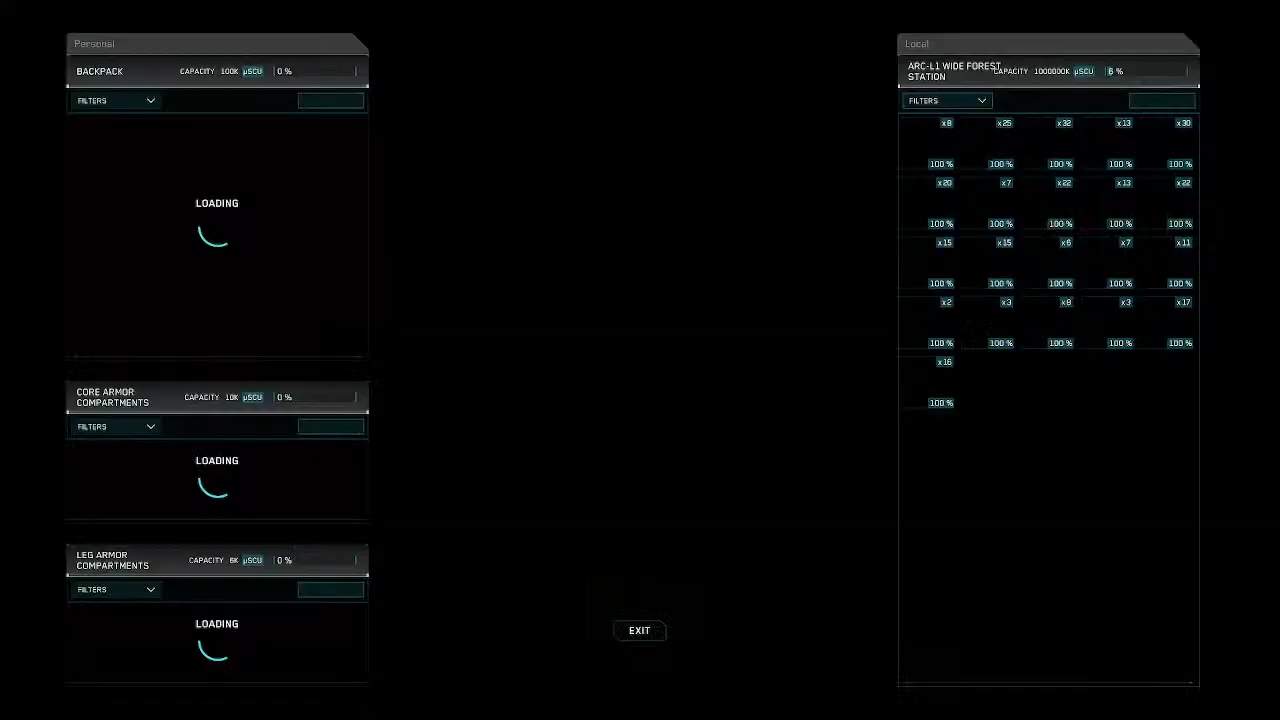 Personal
BACKPACK CAPACITY 100K µSCU 0 %
FILTERS
LOADING
CORE ARMOR
COMPARTMENTS CAPACITY 10K µSCU 0 %
FILTERS
LOADING
LEG ARMOR
COMPARTMENTS CAPACITY 6K µSCU 0 %
FILTERS
LOADING
EXIT
Local
ARC-L1 WIDE FOREST
STATION CAPACITY 1000000K µSCU 6 %
FILTERS
x8 x25 x32 x13 x30
100 % 100 % 100 % 100 % 100 %
x20 x7 x22 x13 x22
100 % 100 % 100 % 100 % 100 %
x15 x15 x6 x7 x11
100 % 100 % 100 % 100 % 100 %
x2 x3 x8 x3 x17
100 % 100 % 100 % 100 % 100 %
x16
100 %